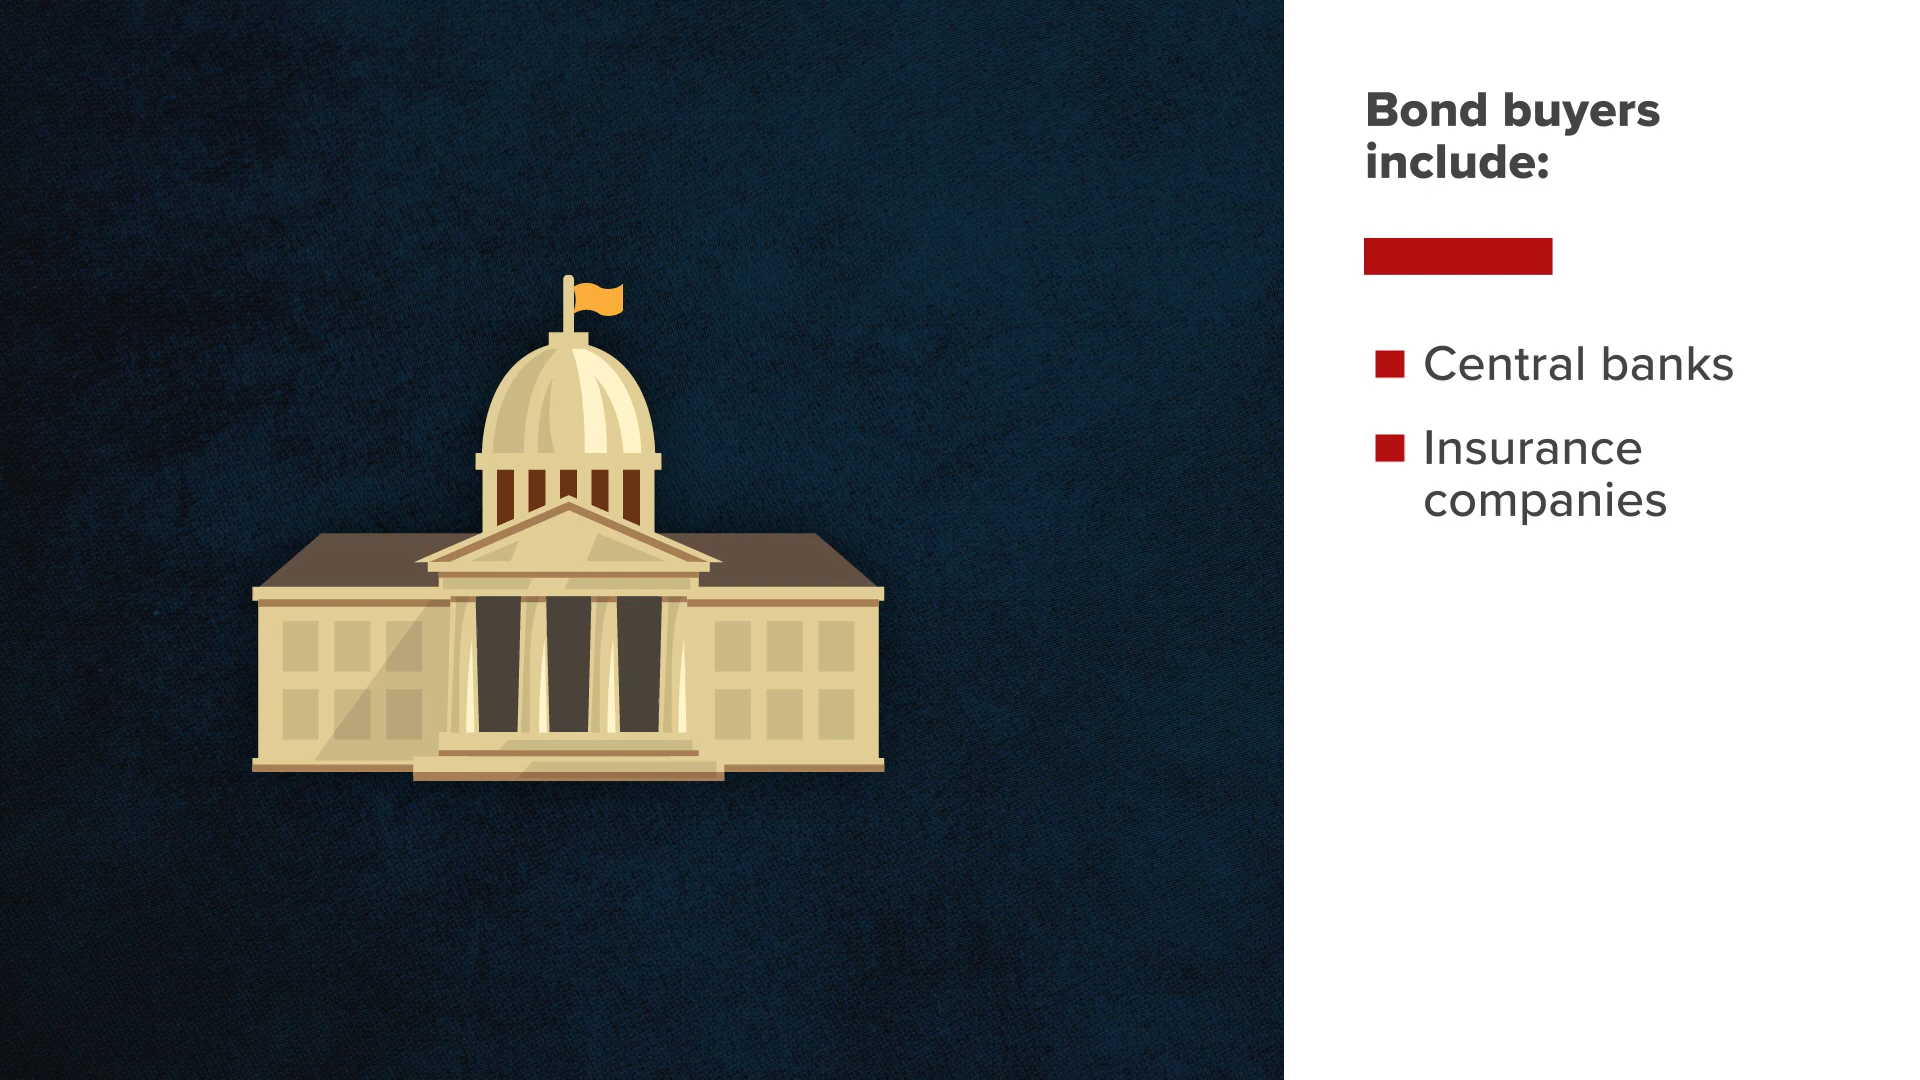 Bond buyers
include:
Central banks
Insurance
companies